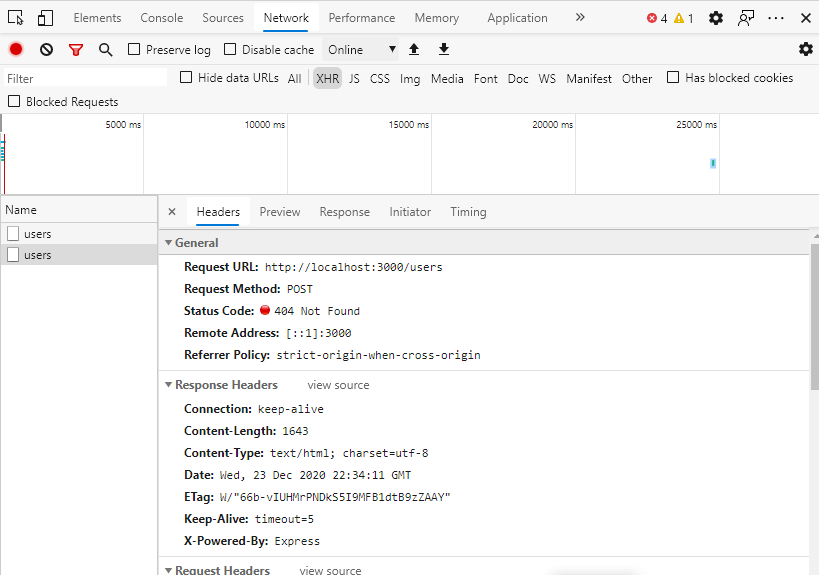 Elements Console Sources Network Performance Memory Application » 4 1
Preserve log Disable cache Online
Filter Hide data URLs All XHR JS CSS Img Media Font Doc WS Manifest Other Has blocked cookies
Blocked Requests
5000 ms 10000 ms 15000 ms 20000 ms 25000 ms
Name × Headers Preview Response Initiator Timing
users
users
General
Request URL: http://localhost:3000/users
Request Method: POST
Status Code: 404 Not Found
Remote Address: [::1]:3000
Referrer Policy: strict-origin-when-cross-origin
Response Headers view source
Connection: keep-alive
Content-Length: 1643
Content-Type: text/html; charset=utf-8
Date: Wed, 23 Dec 2020 22:34:11 GMT
ETag: W/"66b-vIUHMrPNDkS5I9MFB1dtB9zZAAY"
Keep-Alive: timeout=5
X-Powered-By: Express
Request Headers view source